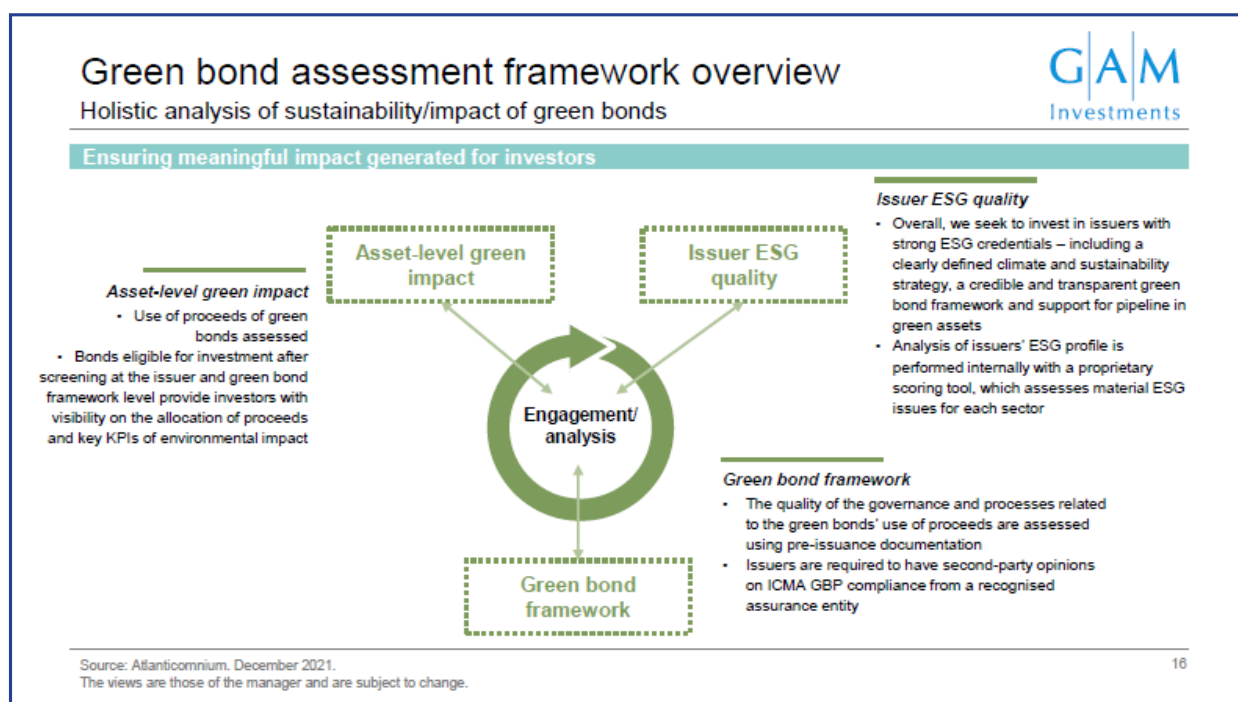 Green bond assessment framework overview
Holistic analysis of sustainability/impact of green bonds
G|A|M
Investments
Ensuring meaningful impact generated for investors
Asset-level green
impact
Issuer ESG
quality
Engagement/
analysis
Green bond
framework
Asset-level green impact
• Use of proceeds of green
bonds assessed
• Bonds eligible for investment after
screening at the issuer and green bond
framework level provide investors with
visibility on the allocation of proceeds
and key KPIs of environmental impact
Issuer ESG quality
• Overall, we seek to invest in issuers with
strong ESG credentials – including a
clearly defined climate and sustainability
strategy, a credible and transparent green
bond framework and support for pipeline in
green assets
• Analysis of issuers' ESG profile is
performed internally with a proprietary
scoring tool, which assesses material ESG
issues for each sector
Green bond framework
• The quality of the governance and processes related
to the green bonds' use of proceeds are assessed
using pre-issuance documentation
• Issuers are required to have second-party opinions
on ICMA GBP compliance from a recognised
assurance entity
Source: Atlanticomnium. December 2021.
The views are those of the manager and are subject to change.
16